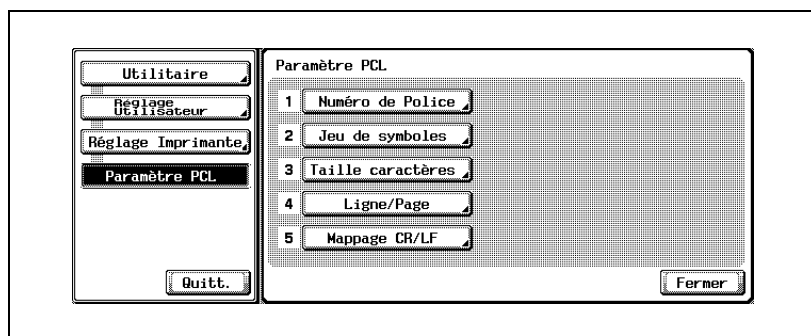 Utilitaire
Réglage
Utilisateur
Réglage Imprimante
Paramètre PCL
Quitt.
Paramètre PCL
1 Numéro de Police
2 Jeu de symboles
3 Taille caractères
4 Ligne/Page
5 Mappage CR/LF
Fermer